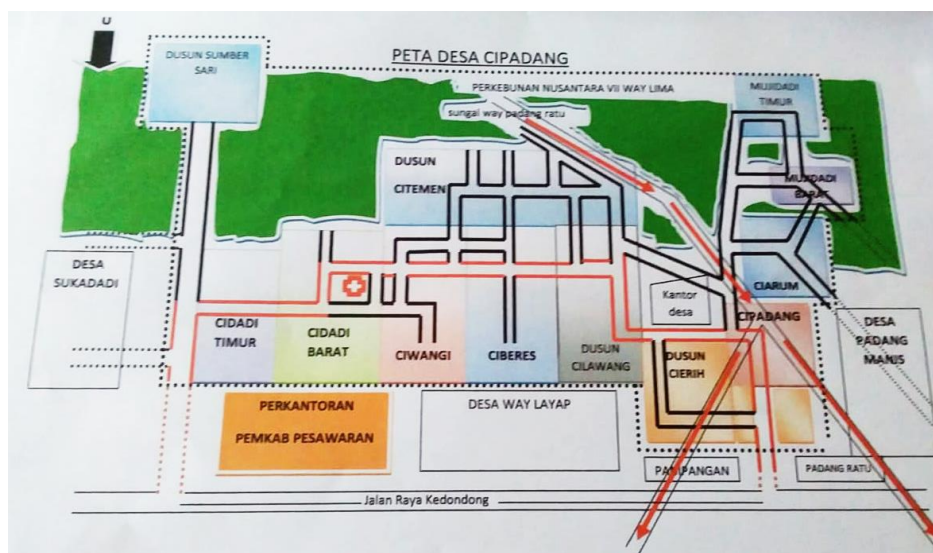 U
PETA DESA CIPADANG
DUSUN SUMBER
SARI
PERKEBUNAN NUSANTARA VII WAY LIMA
sungai way padang ratu
MUJIDADI
TIMUR
DUSUN
CITEMEN
MUJIDADI
BARAT
DESA
SUKADADI
CIDADI
TIMUR
CIDADI
BARAT
CIWANGI
CIBERES
DUSUN
CILAWANG
Kantor
desa
DUSUN
CIERIH
CIPADANG
CIARUM
DESA
PADANG
MANIS
PERKANTORAN
PEMKAB PESAWARAN
DESA WAY LAYAP
PAMPANGAN
PADANG RATU
Jalan Raya Kedondong